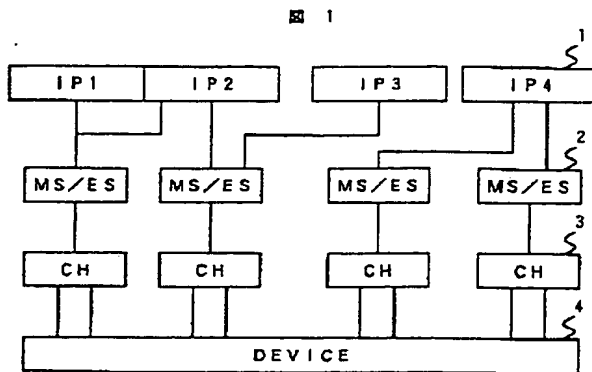 図 1
1
IP1 IP2 IP3 IP4
2
MS/ES MS/ES MS/ES MS/ES
3
CH CH CH CH
4
DEVICE